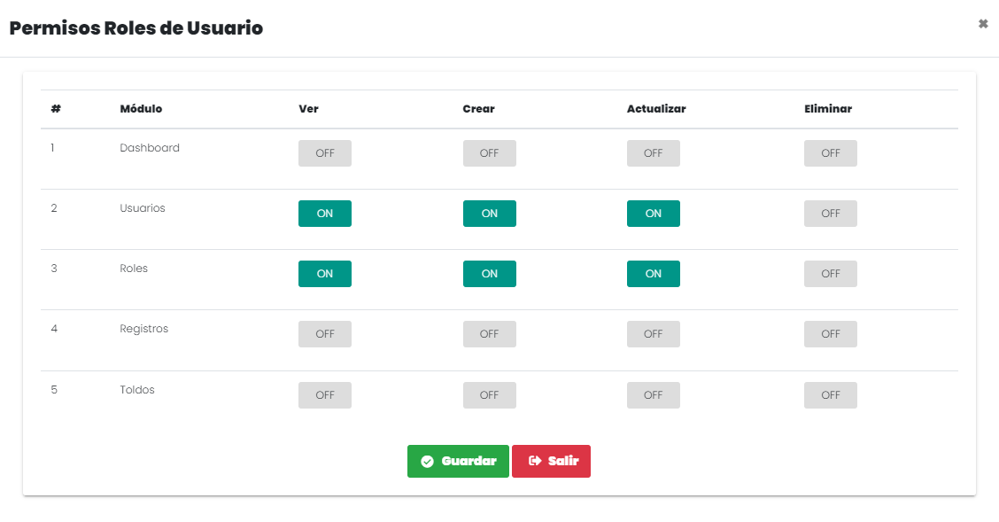 Permisos Roles de Usuario ✖
# Módulo Ver Crear Actualizar Eliminar
1 Dashboard OFF OFF OFF OFF
2 Usuarios ON ON ON OFF
3 Roles ON ON ON OFF
4 Registros OFF OFF OFF OFF
5 Toldos OFF OFF OFF OFF
Guardar Salir